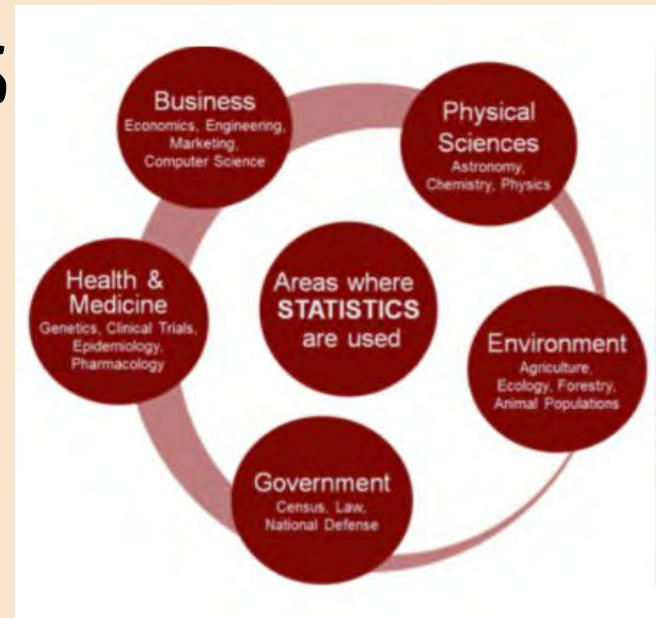 Business
Economics, Engineering,
Marketing,
Computer Science
Physical
Sciences
Astronomy,
Chemistry, Physics
Health &
Medicine
Genetics, Clinical Trials,
Epidemiology,
Pharmacology
Areas where
STATISTICS
are used
Environment
Agriculture,
Ecology, Forestry,
Animal Populations
Government
Census, Law,
National Defense